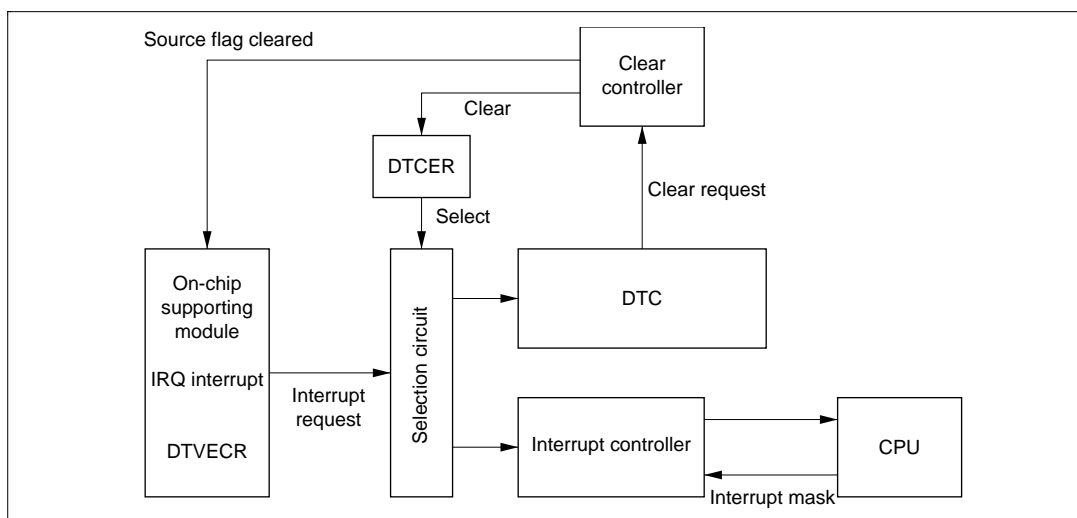 Source flag cleared
Clear
controller
Clear
DTCER
Clear request
Select
On-chip
supporting
module
IRQ interrupt
DTVECR
Interrupt
request
Selection circuit
DTC
Interrupt controller
CPU
Interrupt mask